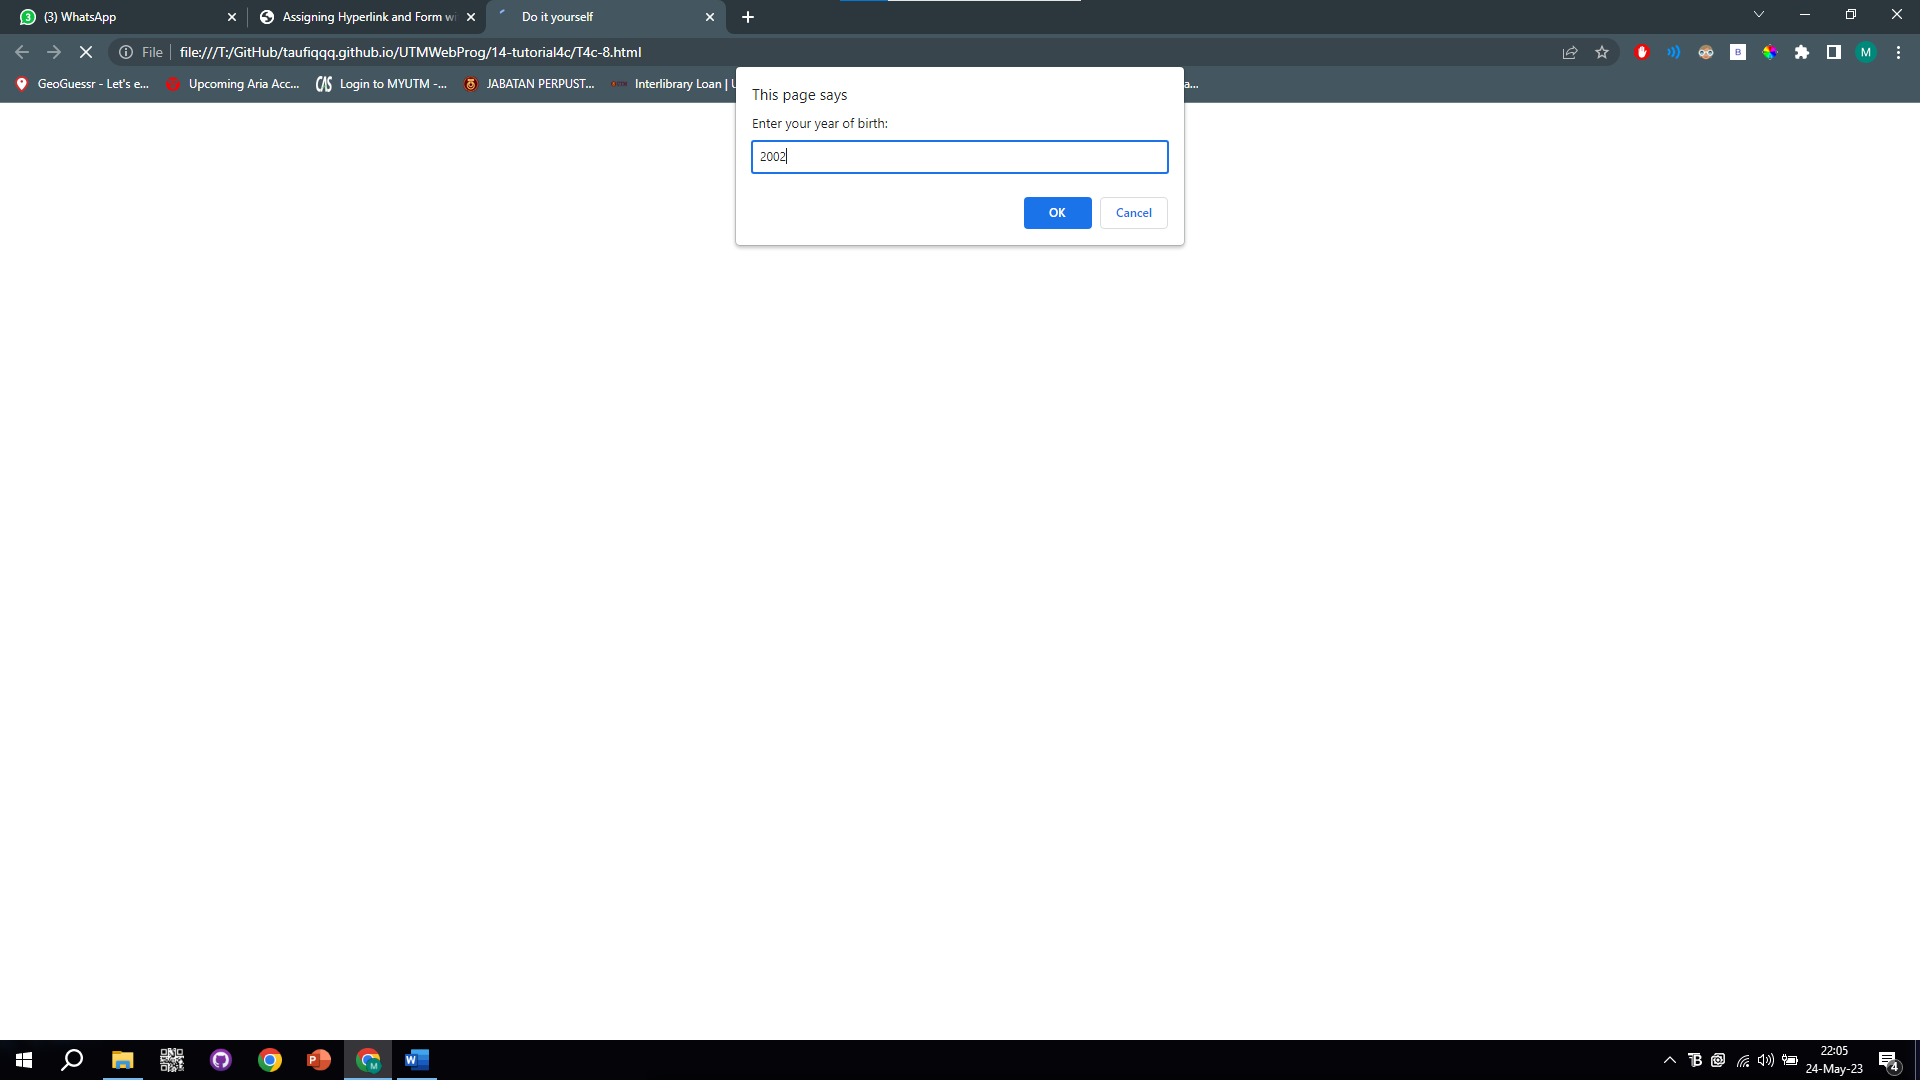 3 (3) WhatsApp
Assigning Hyperlink and Form wi
Do it yourself
File file:///T:/GitHub/taufiqqq.github.io/UTMWebProg/14-tutorial4c/T4c-8.html
B
M
GeoGuessr - Let's e...
Upcoming Aria Acc...
Login to MYUTM -...
JABATAN PERPUST...
Interlibrary Loan | U
a...
This page says
Enter your year of birth:
2002
OK Cancel
P
M
W
22:05
24-May-23
4